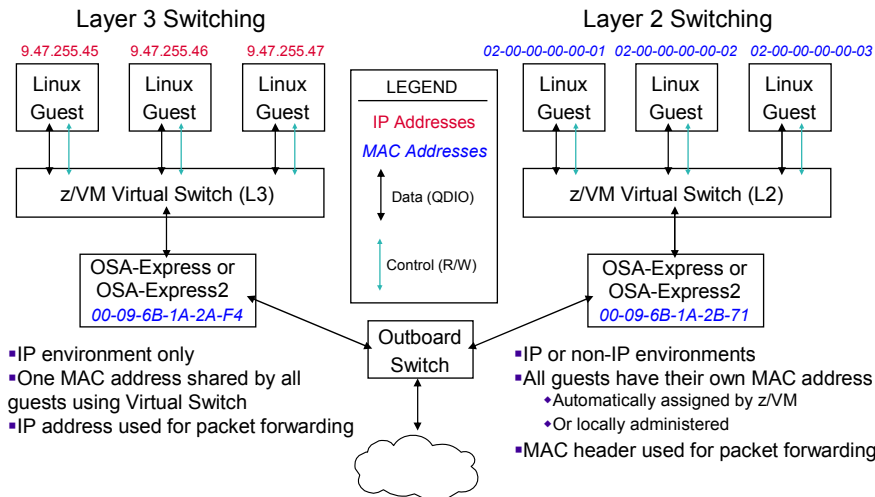 Layer 3 Switching
9.47.255.45
9.47.255.46
9.47.255.47
Linux
Guest
Linux
Guest
Linux
Guest
z/VM Virtual Switch (L3)
OSA-Express or
OSA-Express2
00-09-6B-1A-2A-F4
▪IP environment only
▪One MAC address shared by all
guests using Virtual Switch
▪IP address used for packet forwarding
LEGEND
IP Addresses
MAC Addresses
Data (QDIO)
Control (R/W)
Outboard
Switch
Layer 2 Switching
02-00-00-00-00-01
02-00-00-00-00-02
02-00-00-00-00-03
Linux
Guest
Linux
Guest
Linux
Guest
z/VM Virtual Switch (L2)
OSA-Express or
OSA-Express2
00-09-6B-1A-2B-71
▪IP or non-IP environments
▪All guests have their own MAC address
◆Automatically assigned by z/VM
◆Or locally administered
▪MAC header used for packet forwarding